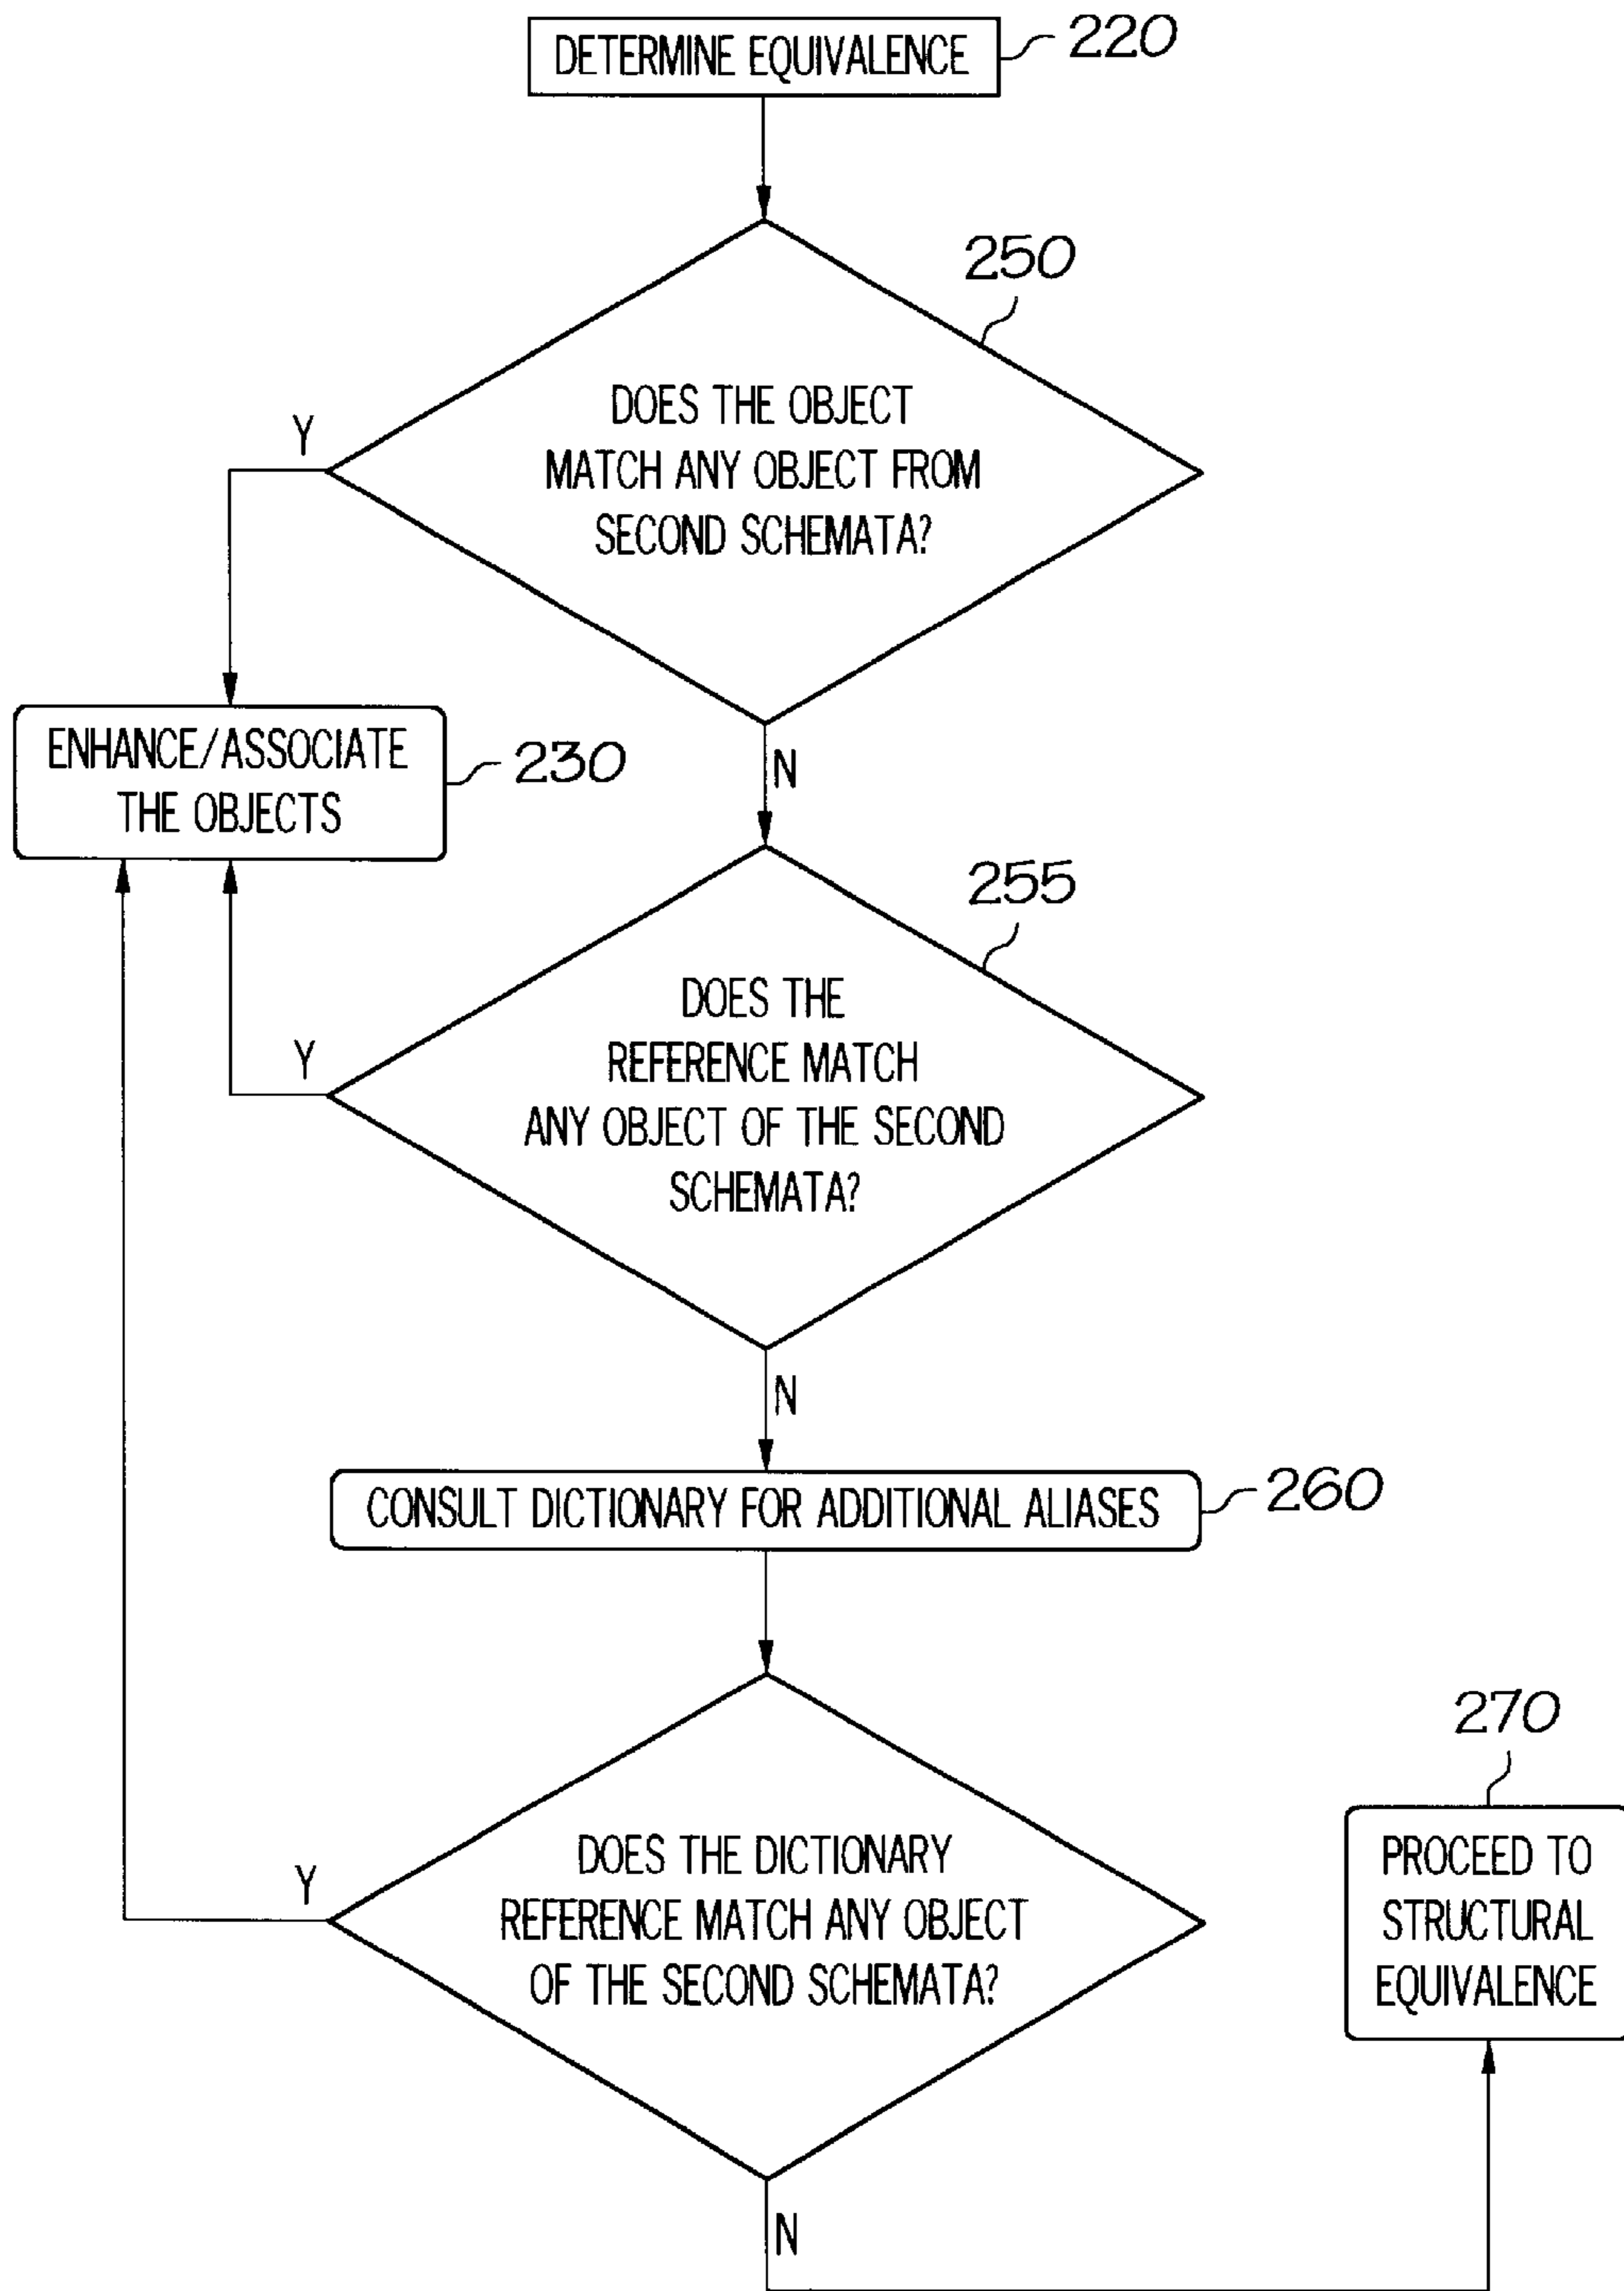 DETERMINE EQUIVALENCE
220
250
DOES THE OBJECT
MATCH ANY OBJECT FROM
SECOND SCHEMATA?
Y
N
ENHANCE/ASSOCIATE
THE OBJECTS
230
255
DOES THE
REFERENCE MATCH
ANY OBJECT OF THE SECOND
SCHEMATA?
Y
N
CONSULT DICTIONARY FOR ADDITIONAL ALIASES
260
DOES THE DICTIONARY
REFERENCE MATCH ANY OBJECT
OF THE SECOND SCHEMATA?
Y
N
270
PROCEED TO
STRUCTURAL
EQUIVALENCE